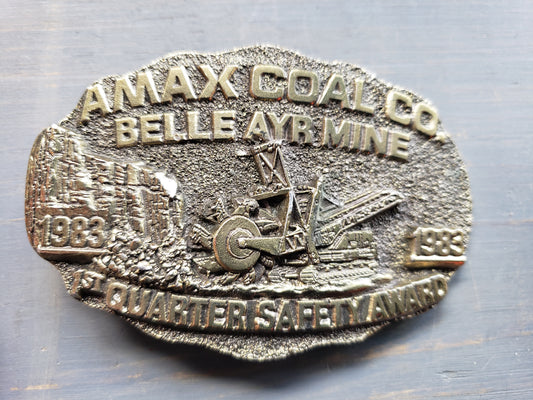 AMAX COAL CO.
BELLE AYR MINE
1983 1983
1ST QUARTER SAFETY AWARD